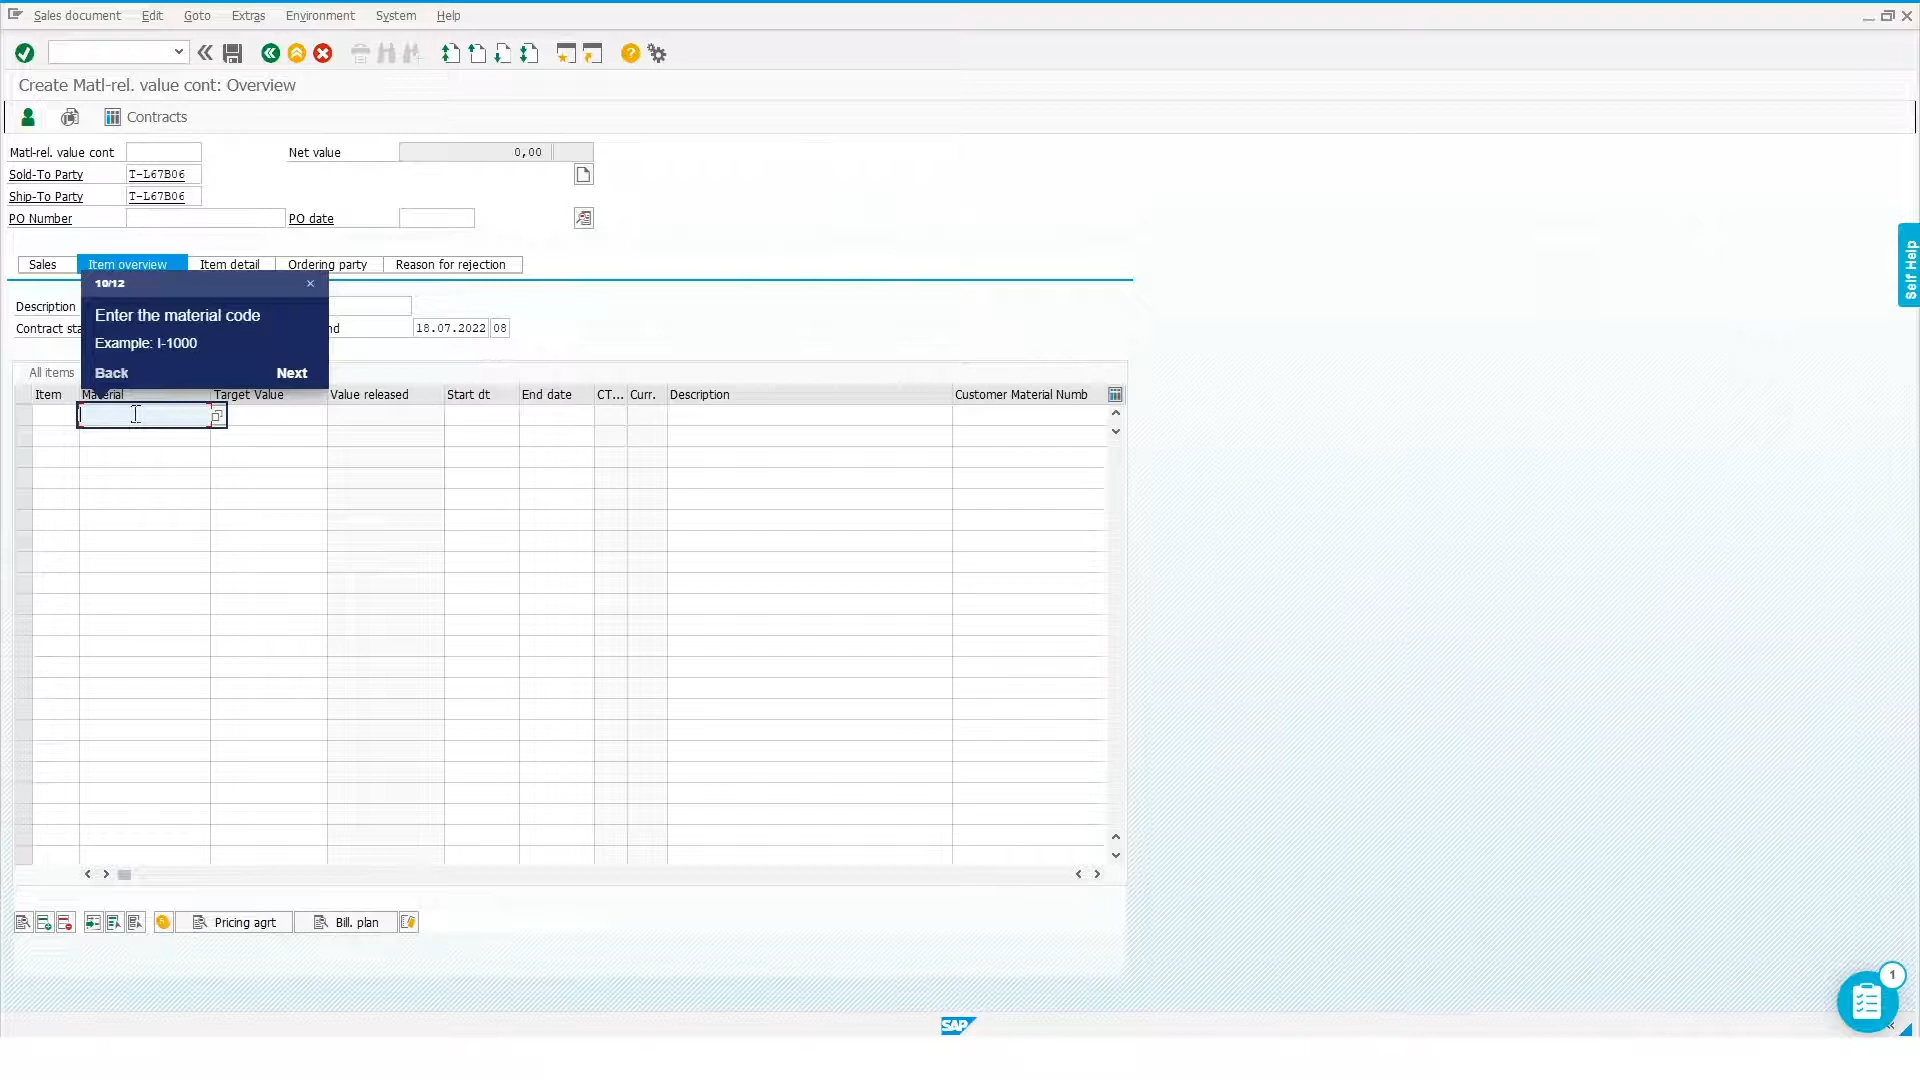 Sales document Edit Goto Extras Environment System Help
Create Matl-rel. value cont: Overview
Contracts
Matl-rel. value cont Net value 0,00
Sold-To Party T-L67B06
Ship-To Party T-L67B06
PO Number PO date
Sales Item overview Item detail Ordering party Reason for rejection
10/12
Enter the material code
Example: I-1000
Back Next
Description
Contract sta nd 18.07.2022 08
All items
Item Material Target Value Value released Start dt End date CT... Curr. Description Customer Material Numb
Pricing agrt Bill. plan
Self Help
1
SAP